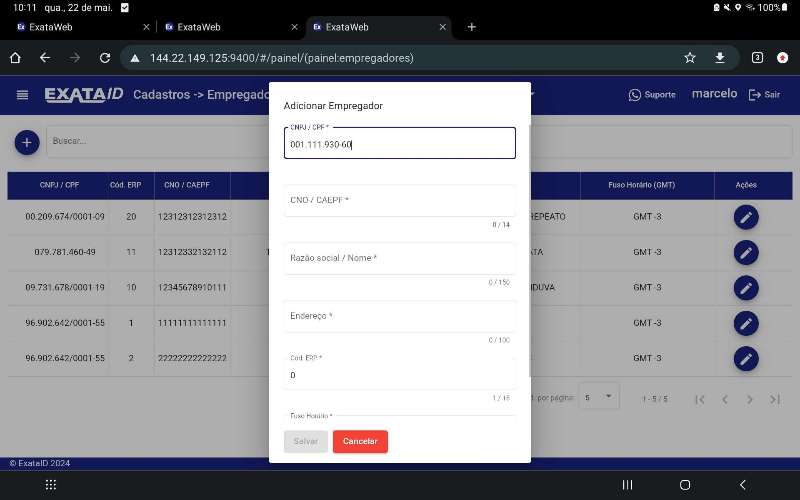 10:11 qua., 22 de mai. 100%
ExataWeb ExataWeb ExataWeb
144.22.149.125:9400/#/painel/(painel:empregadores) 3
EXATAID Cadastros -> Empregado Suporte marcelo Sair
Adicionar Empregador
Buscar...
CNPJ / CPF *
001.111.930-60
CNPJ / CPF Cód. ERP CNO / CAEPF Fuso Horário (GMT) Ações
CNO / CAEPF *
0 / 14
00.209.674/0001-09 20 12312312312312 REPEATO GMT -3
079.781.460-49 11 12312332132112 ATA GMT -3
Razão social / Nome *
0 / 150
09.731.678/0001-19 10 12345678910111 NDUVA GMT -3
Endereço *
0 / 100
96.902.642/0001-55 1 11111111111111 GMT -3
96.902.642/0001-55 2 22222222222222 GMT -3
Cód. ERP *
0
1 / 16
por página: 5 1 - 5 / 5
Fuso Horário *
Salvar Cancelar
© ExataID 2024